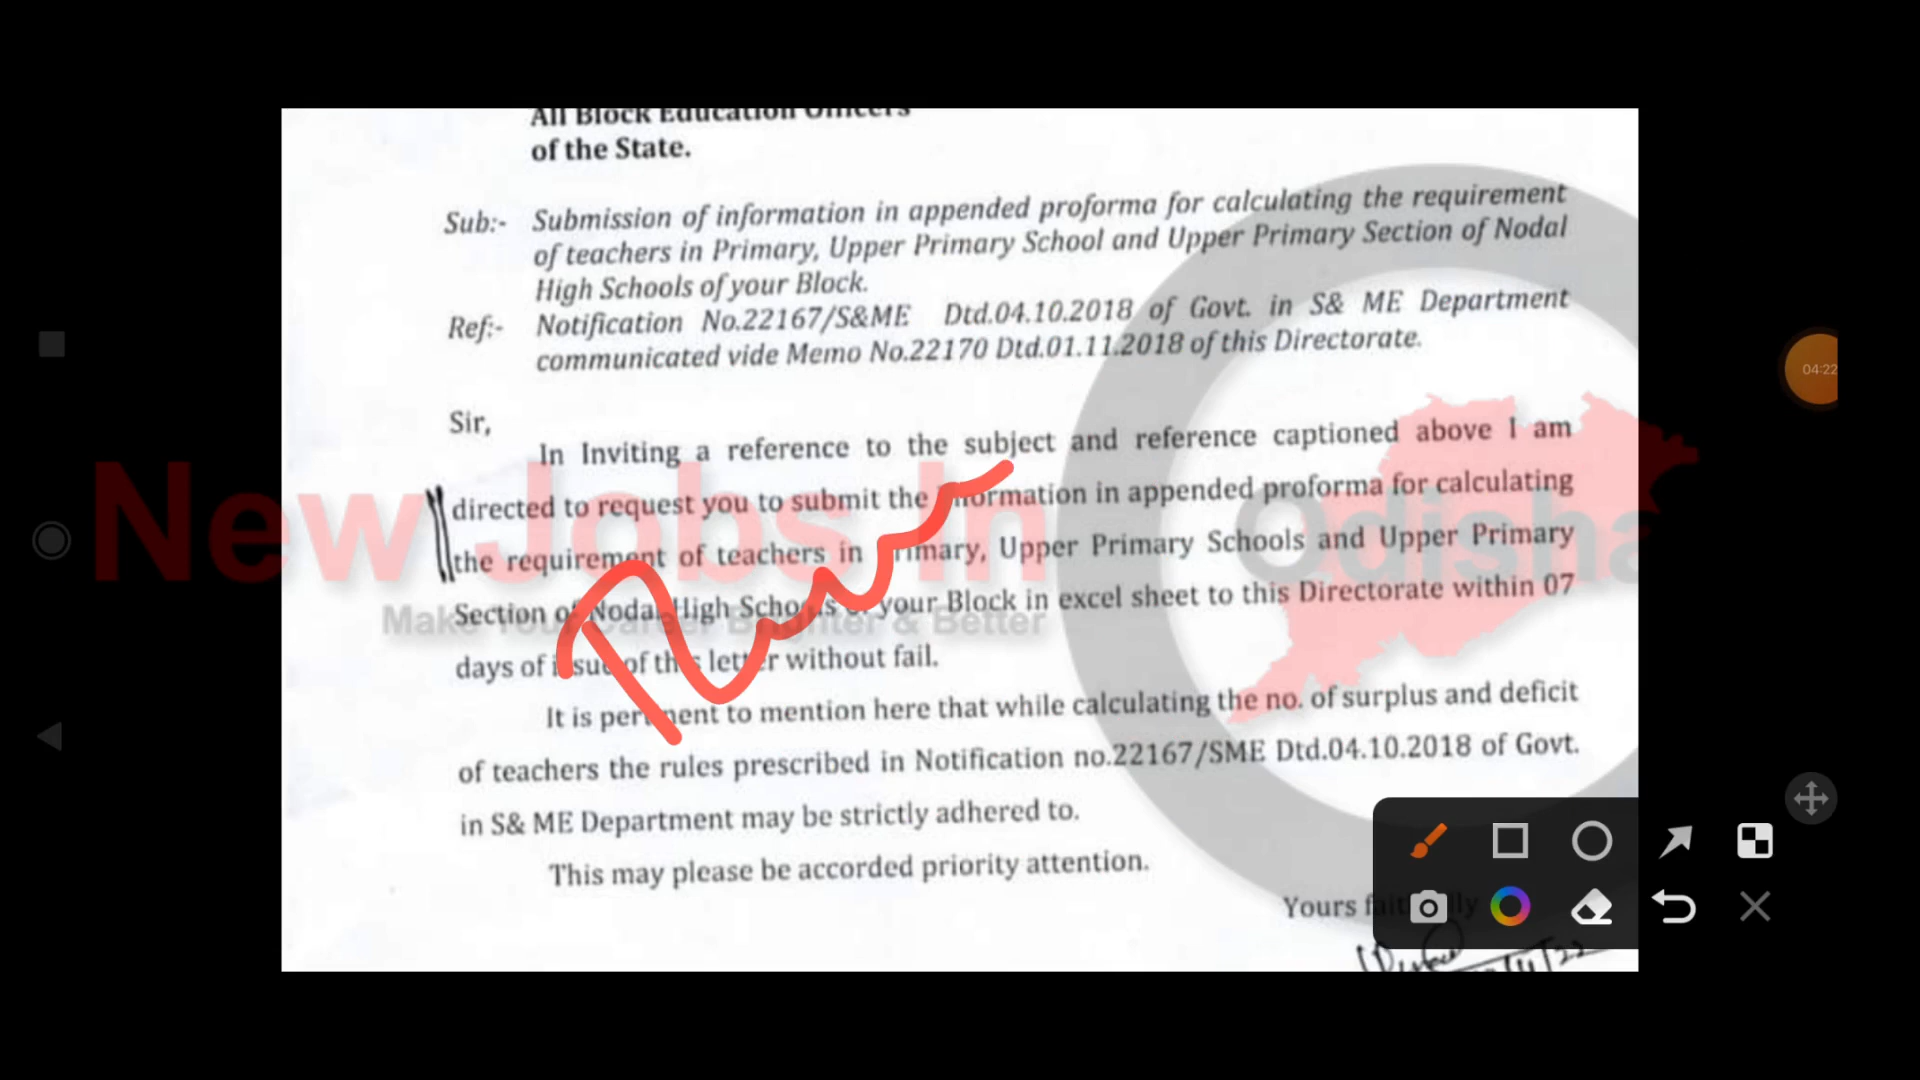 All Block Education Officers
of the State.
Sub:- Submission of information in appended proforma for calculating the requirement
of teachers in Primary, Upper Primary School and Upper Primary Section of Nodal
High Schools of your Block.
Ref:- Notification No.22167/S&ME Dtd.04.10.2018 of Govt. in S& ME Department
communicated vide Memo No.22170 Dtd.01.11.2018 of this Directorate.
04:22
Sir,
In Inviting a reference to the subject and reference captioned above I am
directed to request you to submit the information in appended proforma for calculating
the requirement of teachers in Primary, Upper Primary Schools and Upper Primary
Section of Nodal High Schools of your Block in excel sheet to this Directorate within 07
days of issue of this letter without fail.
New Jobs In Odisha
Make Your Career Brighter & Better
It is pertinent to mention here that while calculating the no. of surplus and deficit
of teachers the rules prescribed in Notification no.22167/SME Dtd.04.10.2018 of Govt.
in S& ME Department may be strictly adhered to.
This may please be accorded priority attention.
Yours faithfully